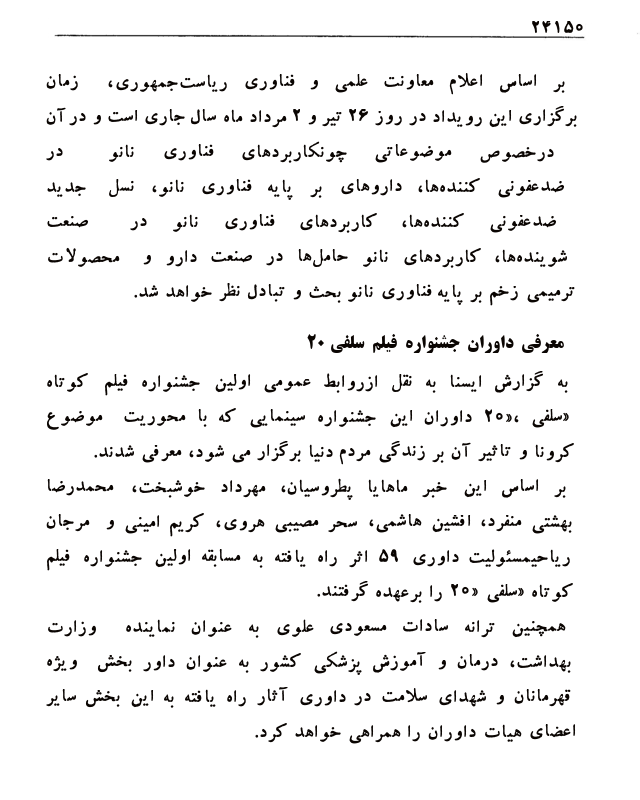 ۲۴۱۵۰
بر اساس اعلام معاونت علمی و فناوری ریاست‌جمهوری، زمان
برگزاری این رویداد در روز ۲۶ تیر و ۲ مرداد ماه سال جاری است و در آن
درخصوص موضوعاتی چونکاربردهای فناوری نانو در
ضدعفونی کننده‌ها، داروهای بر پایه فناوری نانو، نسل جدید
ضدعفونی کننده‌ها، کاربردهای فناوری نانو در صنعت
شوینده‌ها، کاربردهای نانو حامل‌ها در صنعت دارو و محصولات
ترمیمی زخم بر پایه فناوری نانو بحث و تبادل نظر خواهد شد.
معرفی داوران جشنواره فیلم سلفی ۲۰
به گزارش ایسنا به نقل ازروابط عمومی اولین جشنواره فیلم کوتاه
«سلفی ،«۲۰ داوران این جشنواره سینمایی که با محوریت موضوع
کرونا و تاثیر آن بر زندگی مردم دنیا برگزار می شود، معرفی شدند.
بر اساس این خبر ماهایا پطروسیان، مهرداد خوشبخت، محمدرضا
بهشتی منفرد، افشین هاشمی، سحر مصیبی هروی، کریم امینی و مرجان
ریاحیمسئولیت داوری ۵۹ اثر راه یافته به مسابقه اولین جشنواره فیلم
کوتاه «سلفی «۲۰ را برعهده گرفتند.
همچنین ترانه سادات مسعودی علوی به عنوان نماینده وزارت
بهداشت، درمان و آموزش پزشکی کشور به عنوان داور بخش ویژه
قهرمانان و شهدای سلامت در داوری آثار راه یافته به این بخش سایر
اعضای هیات داوران را همراهی خواهد کرد.